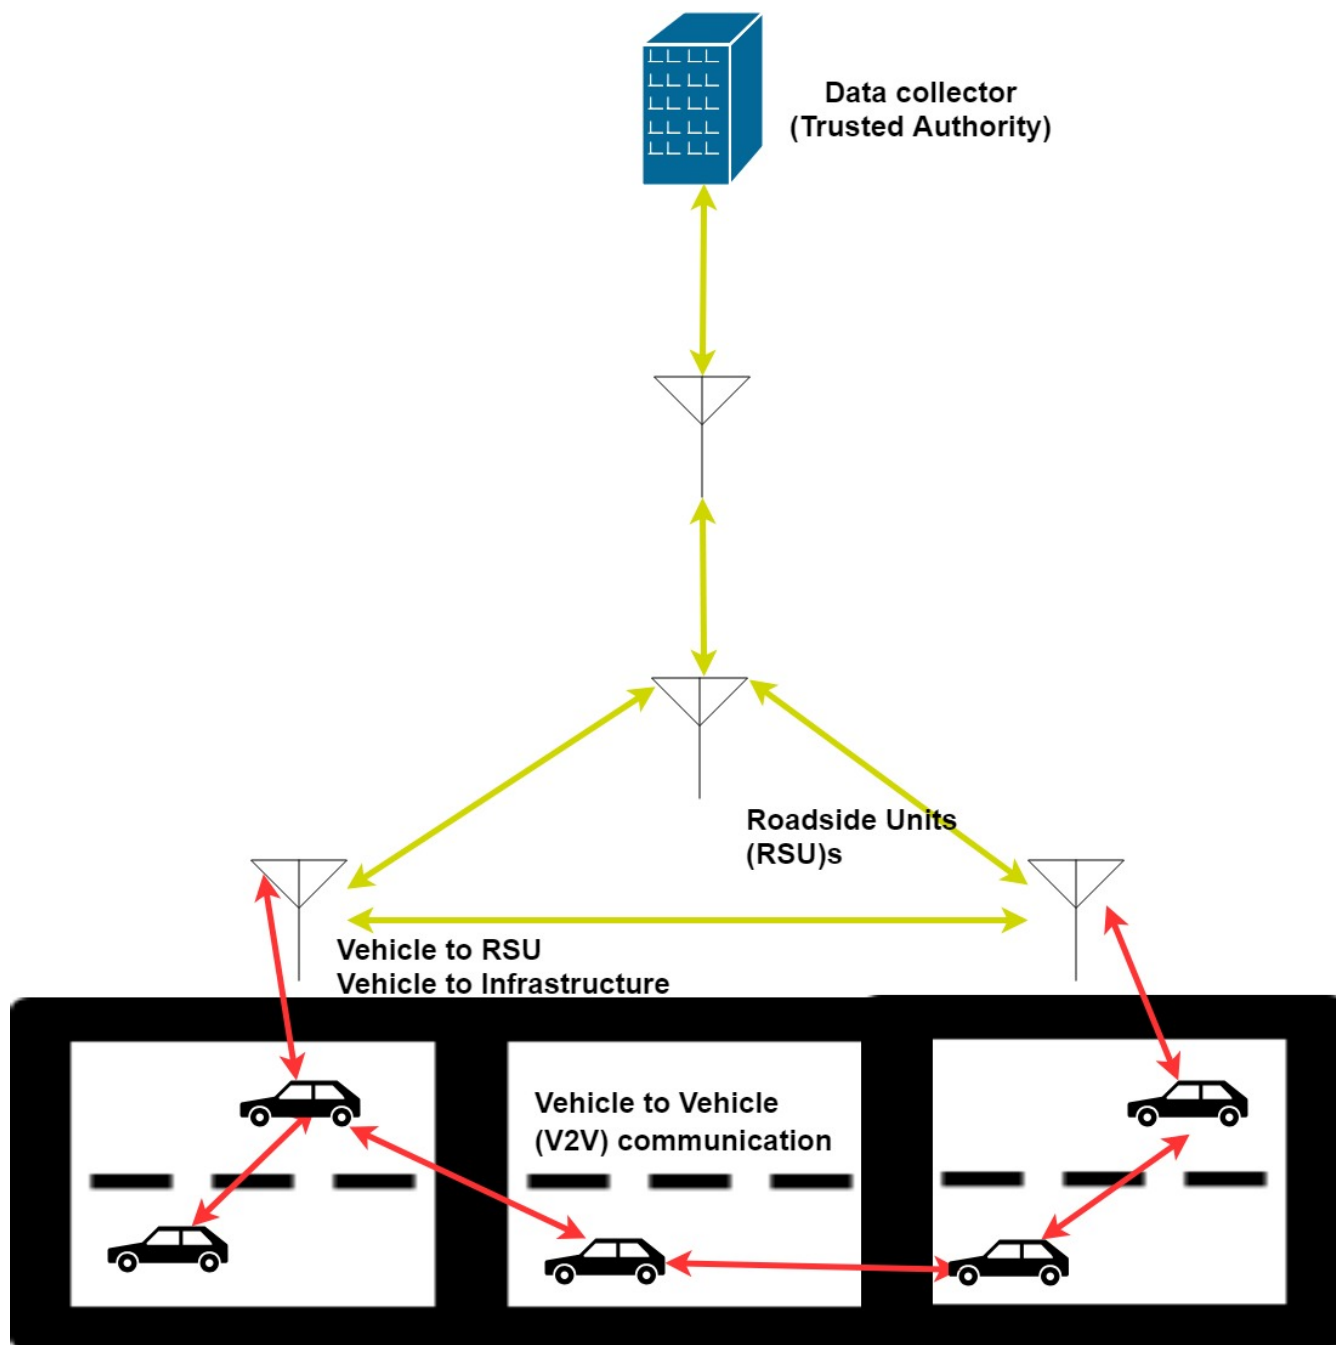 Data collector
(Trusted Authority)
Roadside Units
(RSU)s
Vehicle to RSU
Vehicle to Infrastructure
Vehicle to Vehicle
(V2V) communication